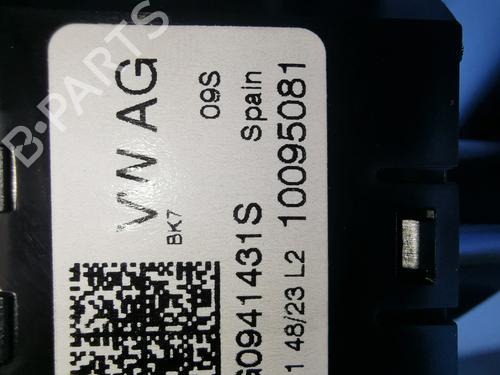 VW AG
BK7
09S
G0941431S
Spain
1 48/23 L2 10095081
B-PARTS